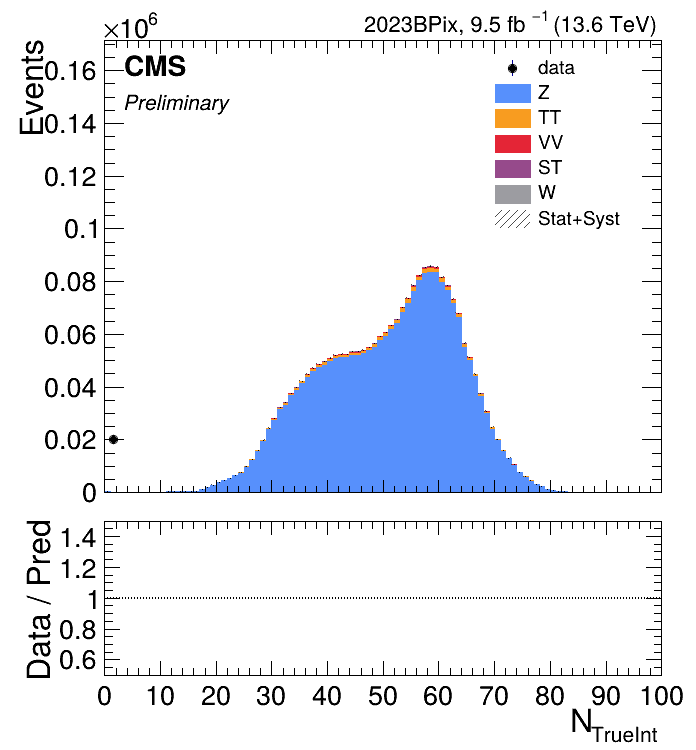 ×10⁶
2023BPix, 9.5 fb ⁻¹ (13.6 TeV)
Events
CMS
Preliminary
data
Z
TT
VV
ST
W
Stat+Syst
0.16
0.14
0.12
0.1
0.08
0.06
0.04
0.02
0
Data / Pred
1.4
1.2
1
0.8
0.6
0 10 20 30 40 50 60 70 80 90 100
N_TrueInt